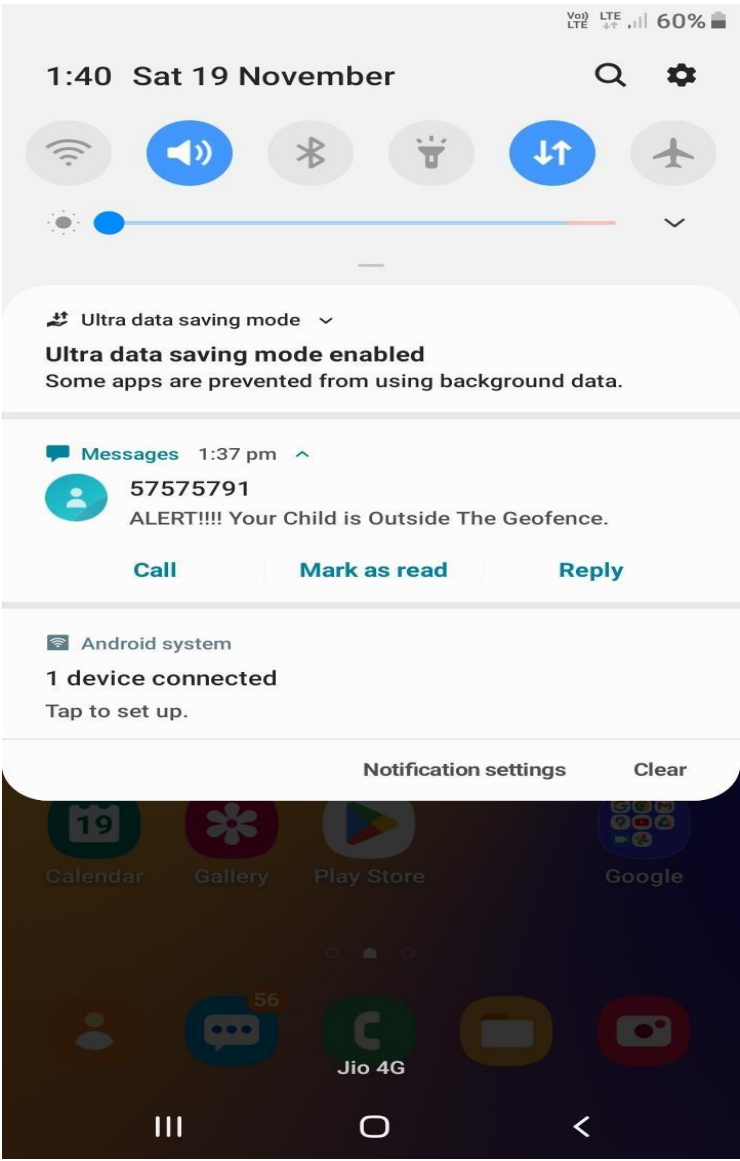 Vo)) LTE LTE 60%
1:40 Sat 19 November
Ultra data saving mode
Ultra data saving mode enabled
Some apps are prevented from using background data.
Messages 1:37 pm
57575791
ALERT!!!! Your Child is Outside The Geofence.
Call Mark as read Reply
Android system
1 device connected
Tap to set up.
Notification settings Clear
19
Calendar Gallery Play Store Google
56
Jio 4G